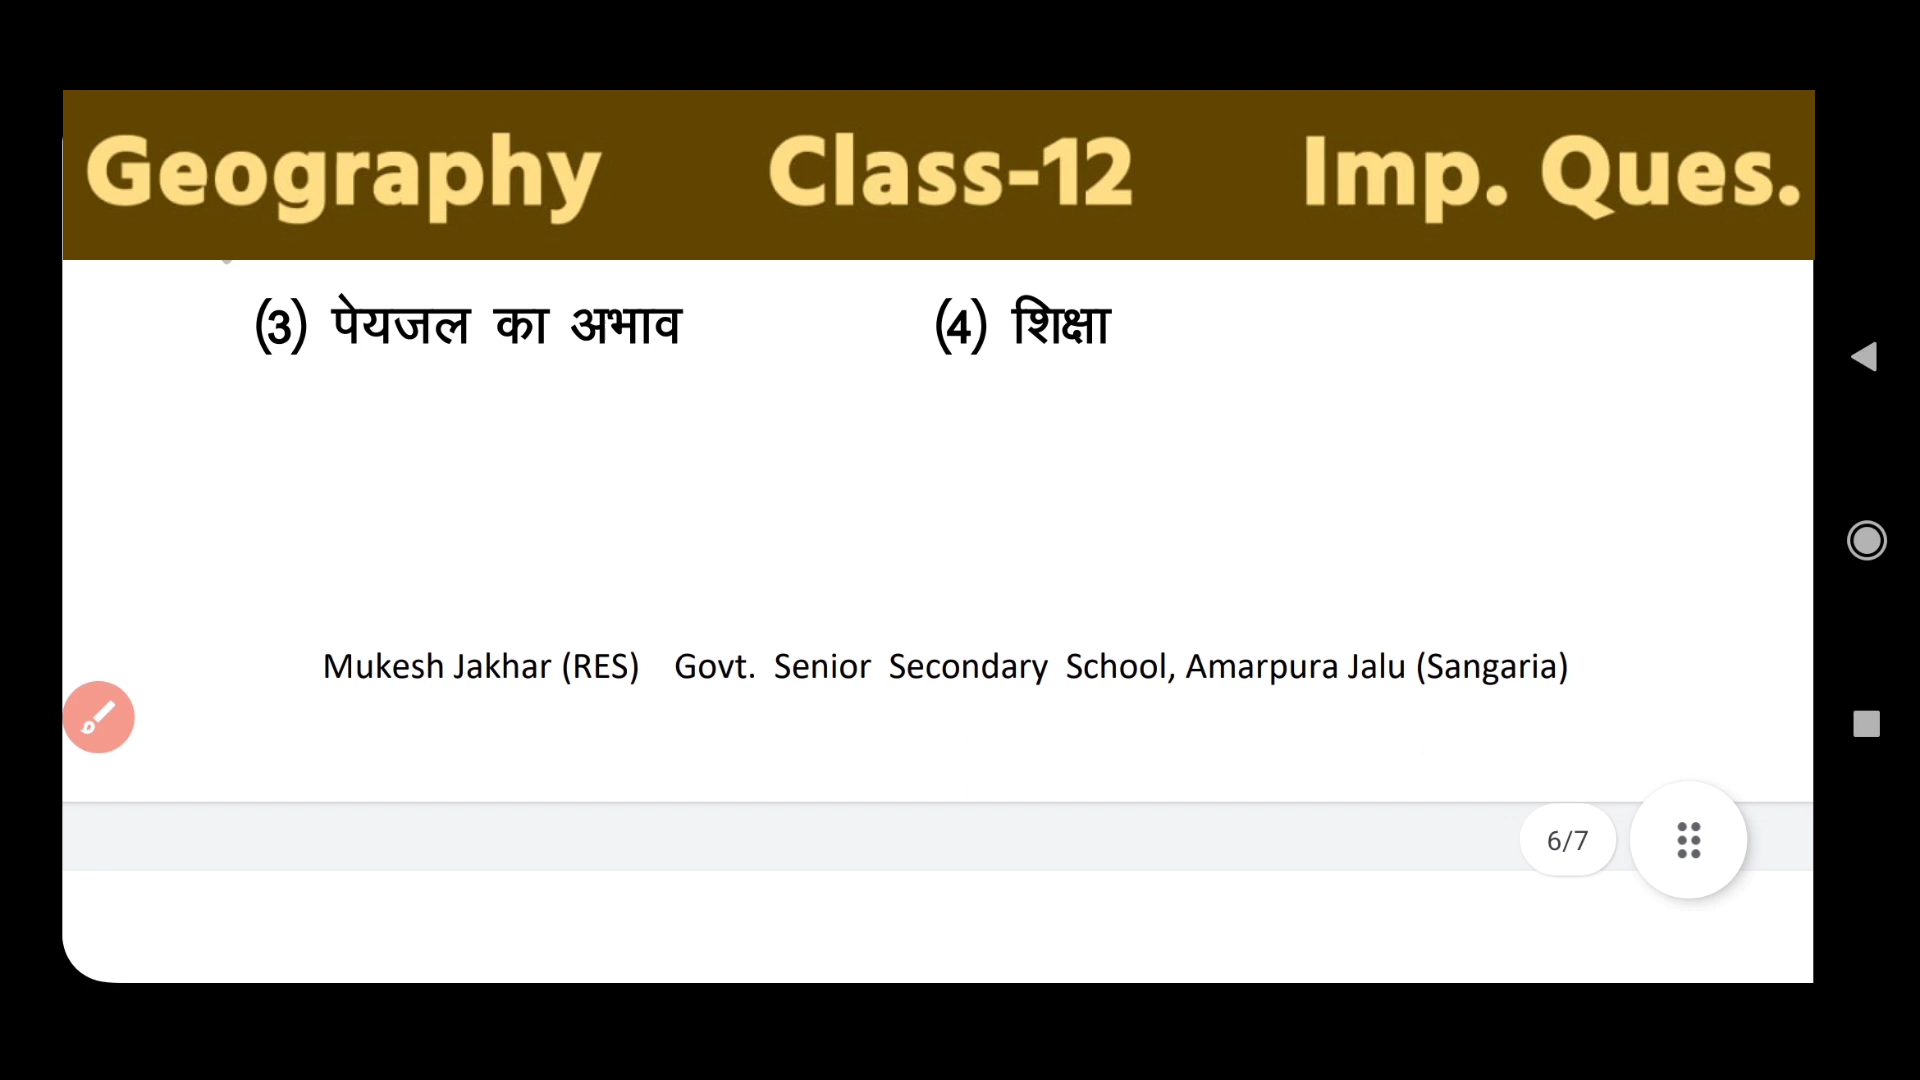 Geography Class-12 Imp. Ques.
(3) पेयजल का अभाव (4) शिक्षा
Mukesh Jakhar (RES) Govt. Senior Secondary School, Amarpura Jalu (Sangaria)
6/7